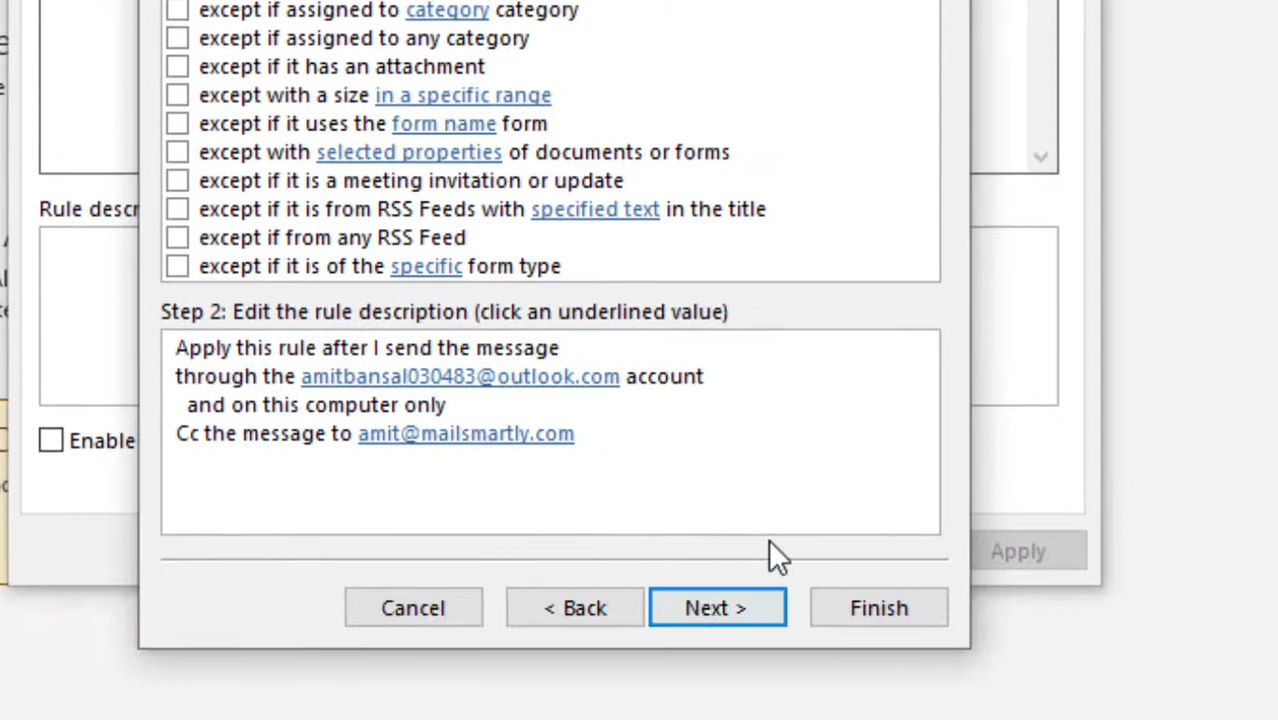 except if assigned to category category
except if assigned to any category
except if it has an attachment
except with a size in a specific range
except if it uses the form name form
except with selected properties of documents or forms
except if it is a meeting invitation or update
except if it is from RSS Feeds with specified text in the title
except if from any RSS Feed
except if it is of the specific form type
Rule descr
Step 2: Edit the rule description (click an underlined value)
Apply this rule after I send the message
through the amitbansal030483@outlook.com account
and on this computer only
Cc the message to amit@mailsmartly.com
Enable
Apply
Cancel
< Back
Next >
Finish